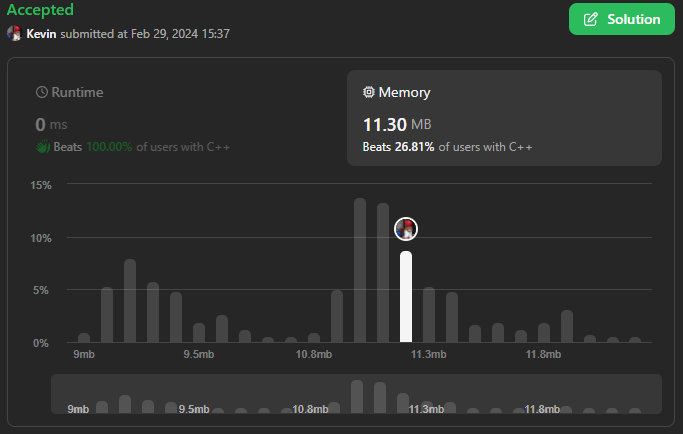 Accepted
Kevin submitted at Feb 29, 2024 15:37
Solution
Runtime
0 ms
Beats 100.00% of users with C++
Memory
11.30 MB
Beats 26.81% of users with C++
15%
10%
5%
0%
9mb 9.5mb 10.8mb 11.3mb 11.8mb
9mb 9.5mb 10.8mb 11.3mb 11.8mb